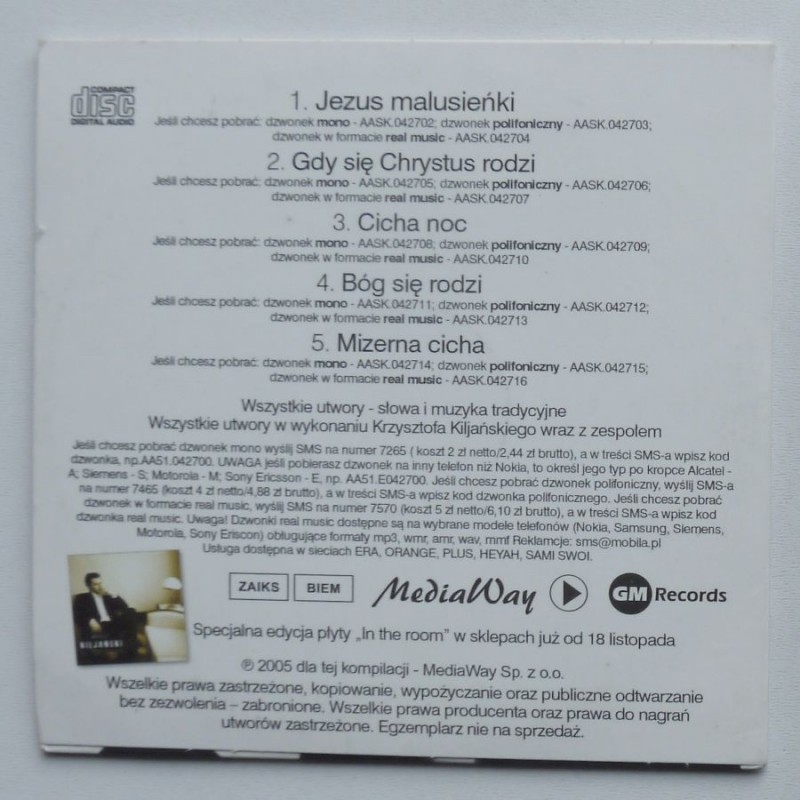 COMPACT
disc
DIGITAL AUDIO
1. Jezus malusieńki
Jeśli chcesz pobrać: dzwonek mono - AASK.042702; dzwonek polifoniczny - AASK.042703;
dzwonek w formacie real music - AASK.042704
2. Gdy się Chrystus rodzi
Jeśli chcesz pobrać: dzwonek mono - AASK.042705; dzwonek polifoniczny - AASK.042706;
dzwonek w formacie real music - AASK.042707
3. Cicha noc
Jeśli chcesz pobrać: dzwonek mono - AASK.042708; dzwonek polifoniczny - AASK.042709;
dzwonek w formacie real music - AASK.042710
4. Bóg się rodzi
Jeśli chcesz pobrać: dzwonek mono - AASK.042711; dzwonek polifoniczny - AASK.042712;
dzwonek w formacie real music - AASK.042713
5. Mizerna cicha
Jeśli chcesz pobrać: dzwonek mono - AASK.042714; dzwonek polifoniczny - AASK.042715;
dzwonek w formacie real music - AASK.042716
Wszystkie utwory - słowa i muzyka tradycyjne
Wszystkie utwory w wykonaniu Krzysztofa Kiljańskiego wraz z zespołem
Jeśli chcesz pobrać dzwonek mono wyślij SMS na numer 7265 ( koszt 2 zł netto/2,44 zł brutto), a w treści SMS-a wpisz kod
dzwonka, np.AA51.042700. UWAGA jeśli pobierasz dzwonek na inny telefon niż Nokia, to określ jego typ po kropce Alcatel -
A; Siemens - S; Motorola - M; Sony Ericsson - E, np. AA51.E042700. Jeśli chcesz pobrać dzwonek polifoniczny, wyślij SMS-a
na numer 7465 (koszt 4 zł netto/4,88 zł brutto), a w treści SMS-a wpisz kod dzwonka polifonicznego. Jeśli chcesz pobrać
dzwonek w formacie real music, wyślij SMS na numer 7570 (koszt 5 zł netto/6,10 zł brutto), a w treści SMS-a wpisz kod
dzwonka real music. Uwaga! Dzwonki real music dostępne są na wybrane modele telefonów (Nokia, Samsung, Siemens,
Motorola, Sony Eriscon) obługujące formaty mp3, wmr, amr, wav, mmf Reklamcje: sms@mobila.pl
Usługa dostępna w sieciach ERA, ORANGE, PLUS, HEYAH, SAMI SWOI.
ZAIKS BIEM MediaWay GM Records
KILJAŃSKI
Specjalna edycja płyty „In the room” w sklepach już od 18 listopada
℗ 2005 dla tej kompilacji - MediaWay Sp. z o.o.
Wszelkie prawa zastrzeżone, kopiowanie, wypożyczanie oraz publiczne odtwarzanie
bez zezwolenia – zabronione. Wszelkie prawa producenta oraz prawa do nagrań
utworów zastrzeżone. Egzemplarz nie na sprzedaż.